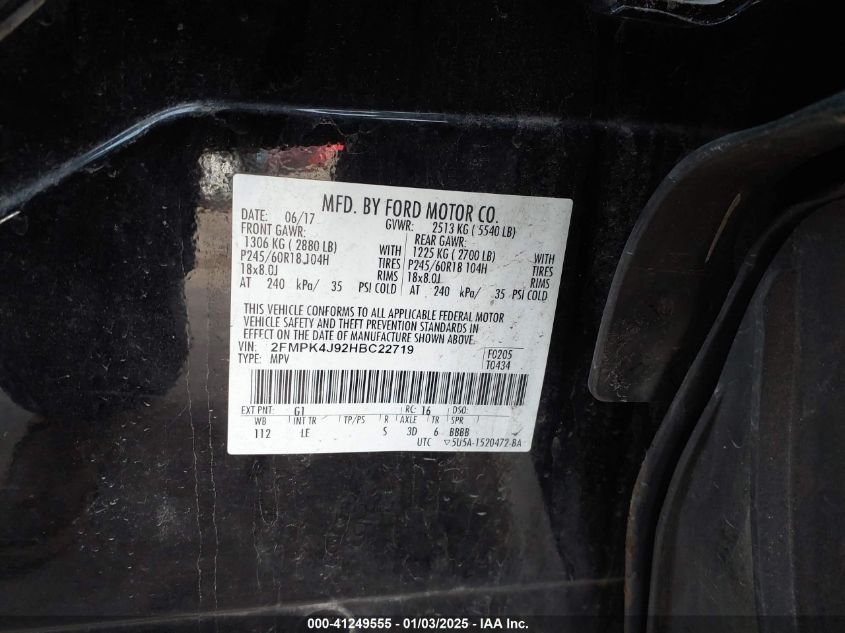 MFD. BY FORD MOTOR CO.
DATE: 06/17 GVWR: 2513 KG ( 5540 LB)
FRONT GAWR: REAR GAWR:
1306 KG ( 2880 LB) WITH 1225 KG ( 2700 LB) WITH
P245/60R18 104H TIRES P245/60R18 104H TIRES
18x8.0J RIMS 18x8.0J RIMS
AT 240 kPa/ 35 PSI COLD AT 240 kPa/ 35 PSI COLD
THIS VEHICLE CONFORMS TO ALL APPLICABLE FEDERAL MOTOR
VEHICLE SAFETY AND THEFT PREVENTION STANDARDS IN
EFFECT ON THE DATE OF MANUFACTURE SHOWN ABOVE.
VIN: 2FMPK4J92HBC22719 F0205
TYPE: MPV T0434
EXT PNT: G1 RC: 16 DSO:
WB INT TR TP/PS R AXLE TR SPR
112 LE S 3D 6 BBBB
UTC ▽5U5A-1520472-BA
000-41249555 - 01/03/2025 - IAA Inc.